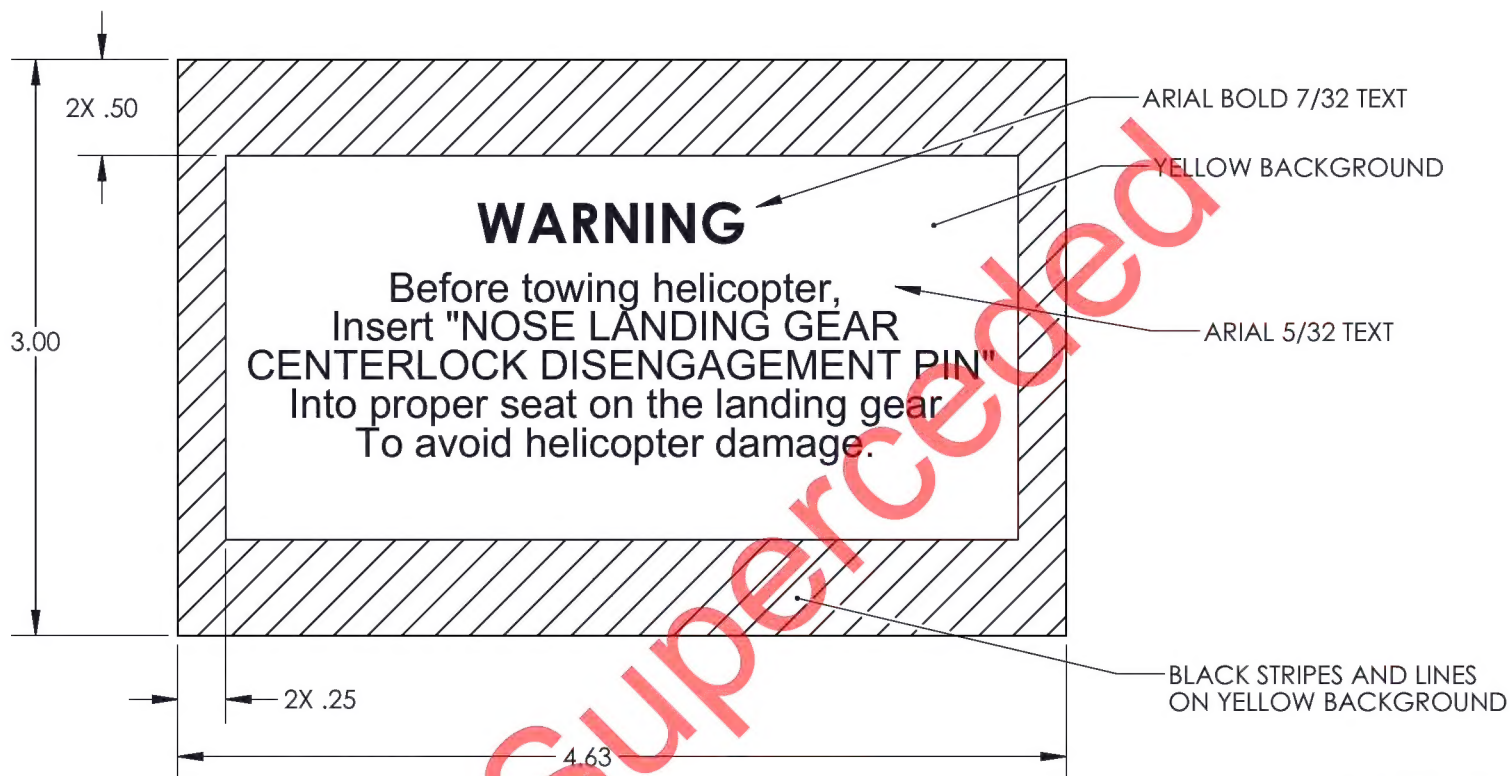 2X .50
3.00
ARIAL BOLD 7/32 TEXT
YELLOW BACKGROUND
WARNING
Before towing helicopter,
Insert "NOSE LANDING GEAR
CENTERLOCK DISENGAGEMENT PIN"
Into proper seat on the landing gear
To avoid helicopter damage.
ARIAL 5/32 TEXT
BLACK STRIPES AND LINES
ON YELLOW BACKGROUND
2X .25
4.63
Superceded